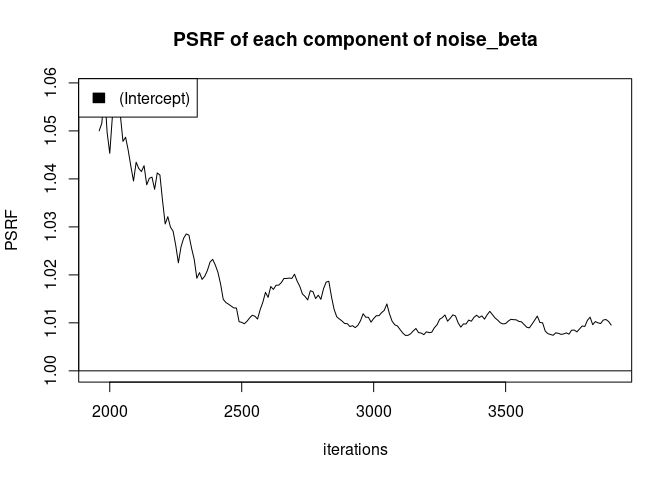 PSRF of each component of noise_beta
(Intercept)
1.06
1.05
1.04
1.03
1.02
1.01
1.00
PSRF
2000 2500 3000 3500
iterations